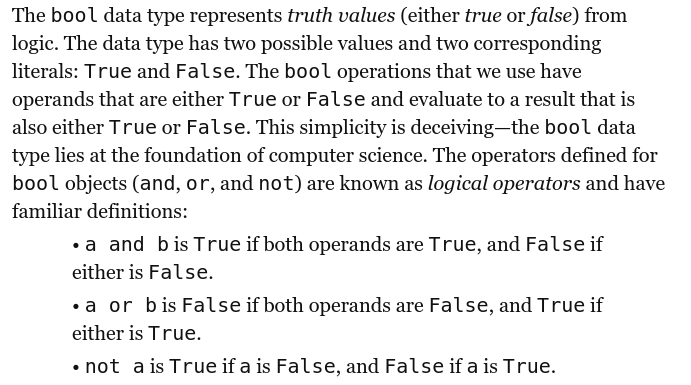 The bool data type represents truth values (either true or false) from
logic. The data type has two possible values and two corresponding
literals: True and False. The bool operations that we use have
operands that are either True or False and evaluate to a result that is
also either True or False. This simplicity is deceiving—the bool data
type lies at the foundation of computer science. The operators defined for
bool objects (and, or, and not) are known as logical operators and have
familiar definitions:
• a and b is True if both operands are True, and False if
either is False.
• a or b is False if both operands are False, and True if
either is True.
• not a is True if a is False, and False if a is True.